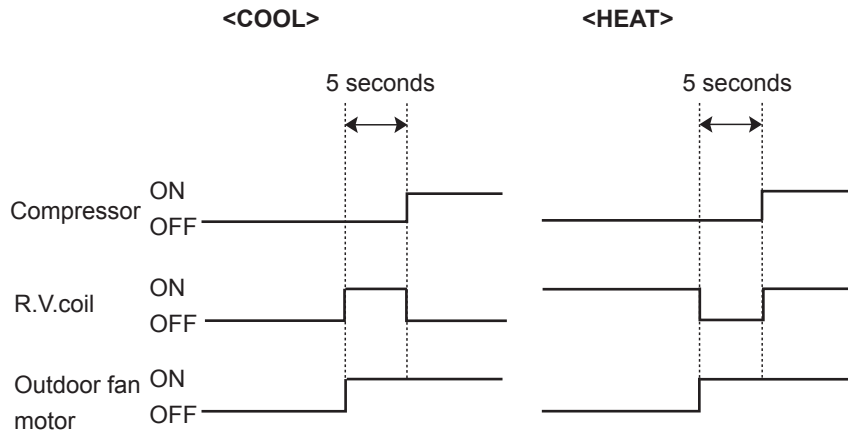 <COOL>
<HEAT>
5 seconds
5 seconds
Compressor
ON
OFF
R.V.coil
ON
OFF
Outdoor fan
motor
ON
OFF